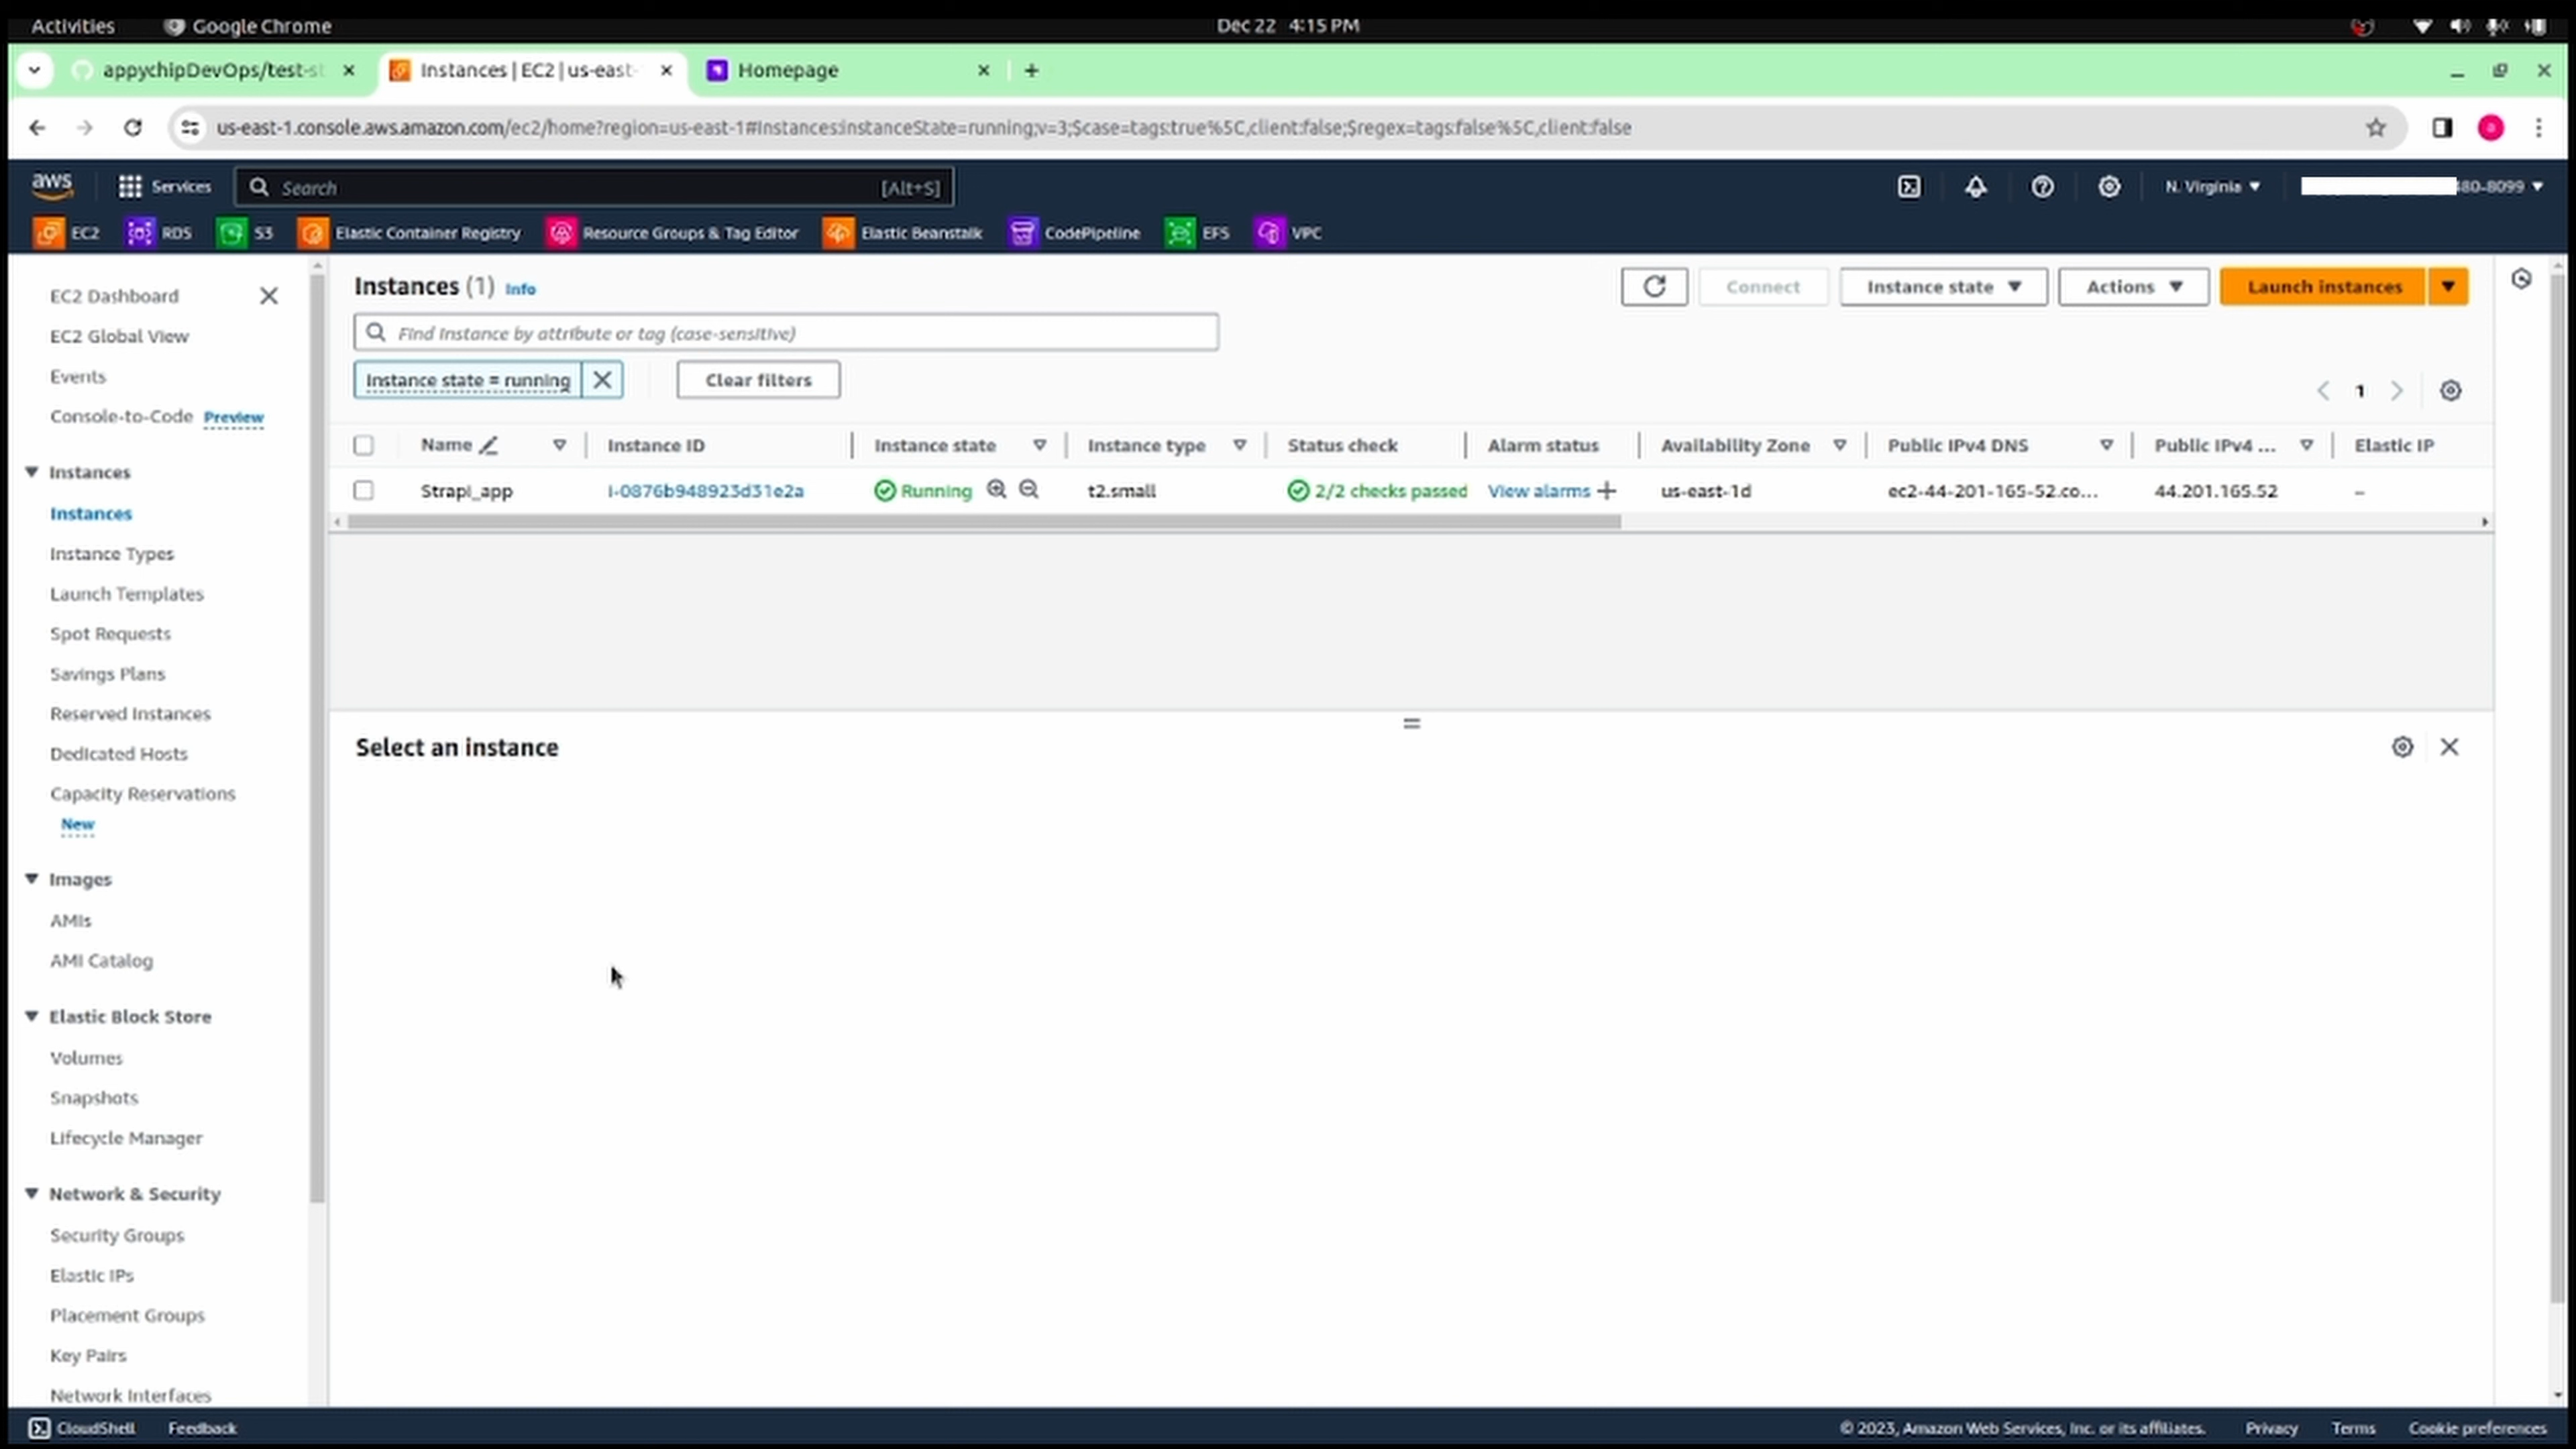 Activities Google Chrome Dec 22 4:15 PM
appychipDevOps/test-st Instances | EC2 | us-east- Homepage
us-east-1.console.aws.amazon.com/ec2/home?region=us-east-1#Instances:instanceState=running;v=3;$case=tags:true%5C,client:false;$regex=tags:false%5C,client:false
aws Services Search [Alt+S] N. Virginia 480-8099
EC2 RDS S3 Elastic Container Registry Resource Groups & Tag Editor Elastic Beanstalk CodePipeline EFS VPC
EC2 Dashboard
EC2 Global View
Events
Console-to-Code Preview
Instances
Instances
Instance Types
Launch Templates
Spot Requests
Savings Plans
Reserved Instances
Dedicated Hosts
Capacity Reservations
New
Images
AMIs
AMI Catalog
Elastic Block Store
Volumes
Snapshots
Lifecycle Manager
Network & Security
Security Groups
Elastic IPs
Placement Groups
Key Pairs
Network Interfaces
Instances (1) Info Connect Instance state Actions Launch instances
Find Instance by attribute or tag (case-sensitive)
Instance state = running Clear filters 1
Name Instance ID Instance state Instance type Status check Alarm status Availability Zone Public IPv4 DNS Public IPv4 ... Elastic IP
Strapi_app i-0876b948923d31e2a Running t2.small 2/2 checks passed View alarms us-east-1d ec2-44-201-165-52.co... 44.201.165.52 –
Select an instance
CloudShell Feedback © 2023, Amazon Web Services, Inc. or its affiliates. Privacy Terms Cookie preferences